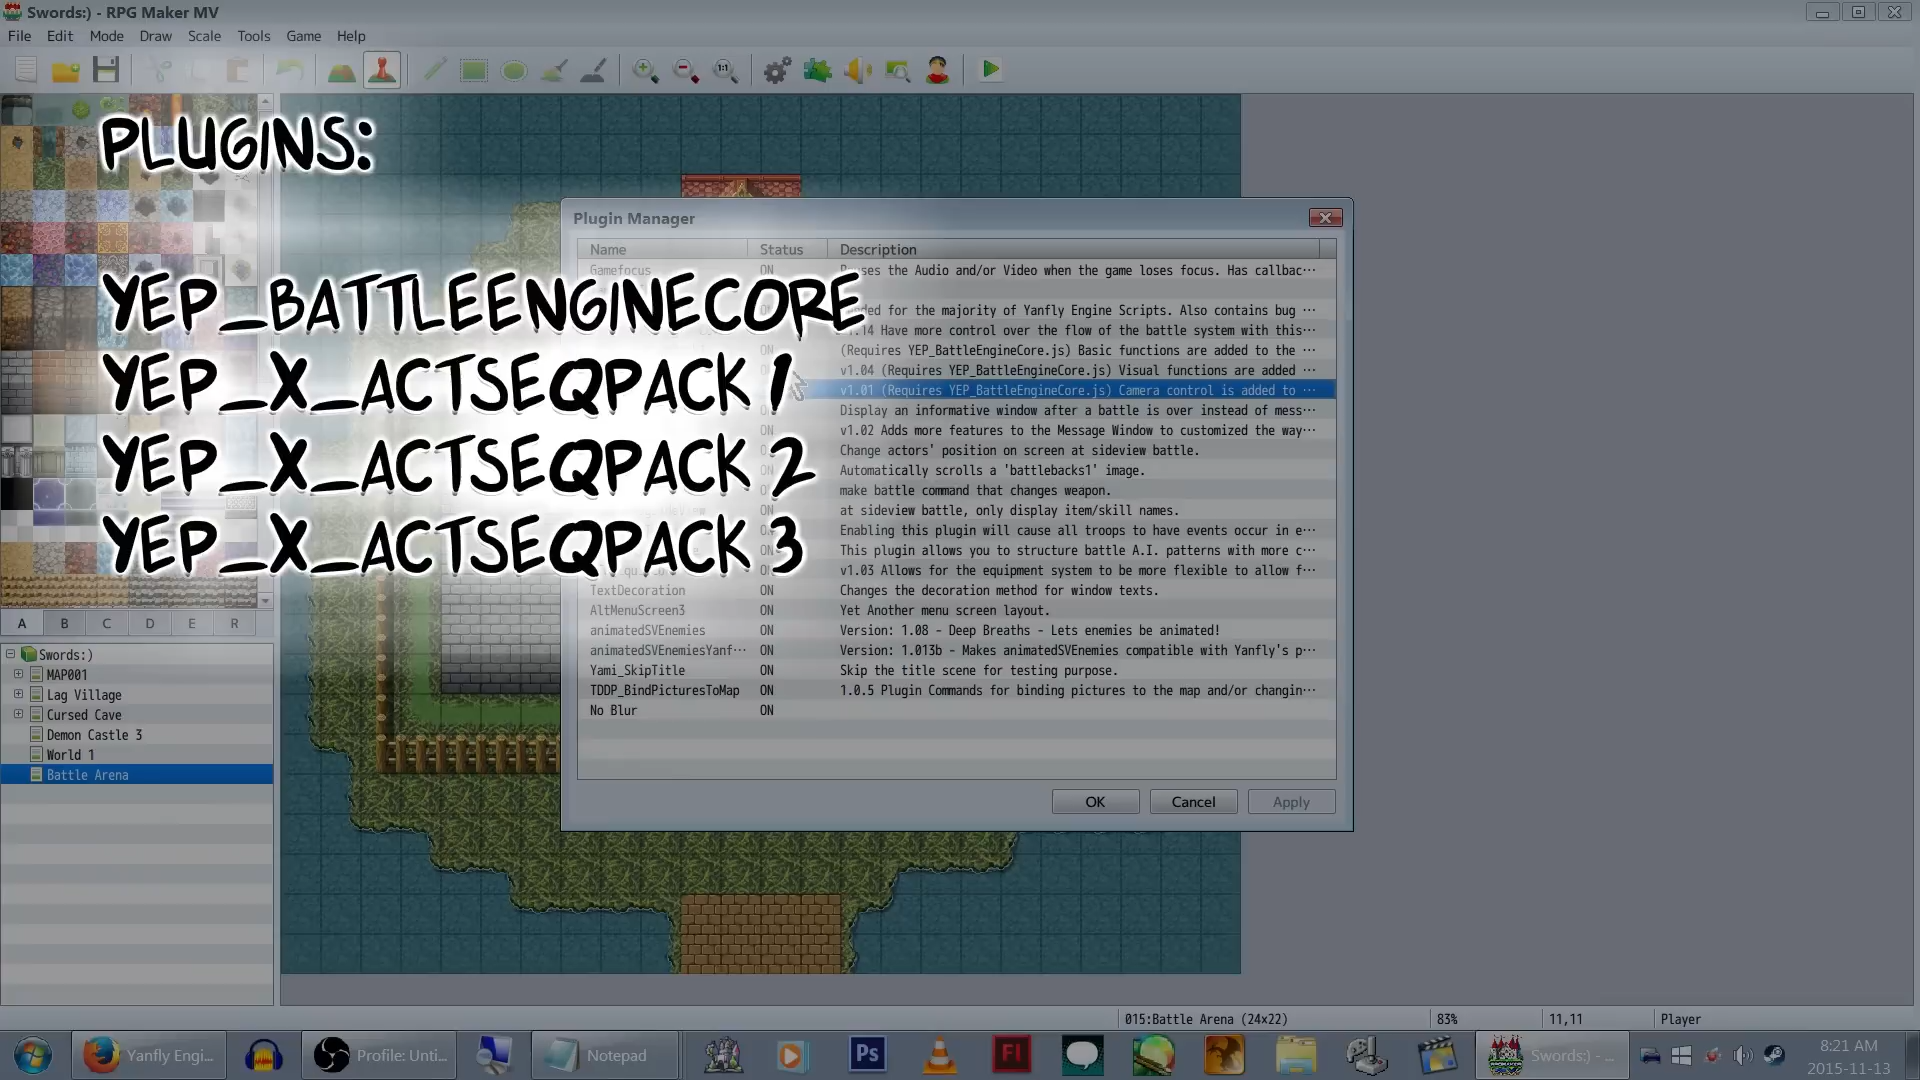 Swords:) - RPG Maker MV
File Edit Mode Draw Scale Tools Game Help
PLUGINS:
YEP_BATTLEENGINECORE
YEP_X_ACTSEQPACK 1
YEP_X_ACTSEQPACK 2
YEP_X_ACTSEQPACK 3
Plugin Manager
Name Status Description
Gamefocus ON Pauses the Audio and/or Video when the game loses focus. Has callbac···
for the majority of Yanfly Engine Scripts. Also contains bug ···
Have more control over the flow of the battle system with this···
ON (Requires YEP_BattleEngineCore.js) Basic functions are added to the ···
v1.04 (Requires YEP_BattleEngineCore.js) Visual functions are added ···
v1.01 (Requires YEP_BattleEngineCore.js) Camera control is added to ···
ON Display an informative window after a battle is over instead of mess···
ON v1.02 Adds more features to the Message Window to customized the way···
Change actors' position on screen at sideview battle.
Automatically scrolls a 'battlebacks1' image.
make battle command that changes weapon.
ON at sideview battle, only display item/skill names.
Enabling this plugin will cause all troops to have events occur in e···
This plugin allows you to structure battle A.I. patterns with more c···
ON v1.03 Allows for the equipment system to be more flexible to allow f···
TextDecoration ON Changes the decoration method for window texts.
AltMenuScreen3 ON Yet Another menu screen layout.
animatedSVEnemies ON Version: 1.08 - Deep Breaths - Lets enemies be animated!
animatedSVEnemiesYanf··· ON Version: 1.013b - Makes animatedSVEnemies compatible with Yanfly's p···
Yami_SkipTitle ON Skip the title scene for testing purpose.
TDDP_BindPicturesToMap ON 1.0.5 Plugin Commands for binding pictures to the map and/or changin···
No Blur ON
OK Cancel Apply
A B C D E R
Swords:)
MAP001
Lag Village
Cursed Cave
Demon Castle 3
World 1
Battle Arena
015:Battle Arena (24x22) 83% 11,11 Player
Yanfly Engi... Profile: Unti... Notepad Ps Fl Swords:) - ...
8:21 AM
2015-11-13